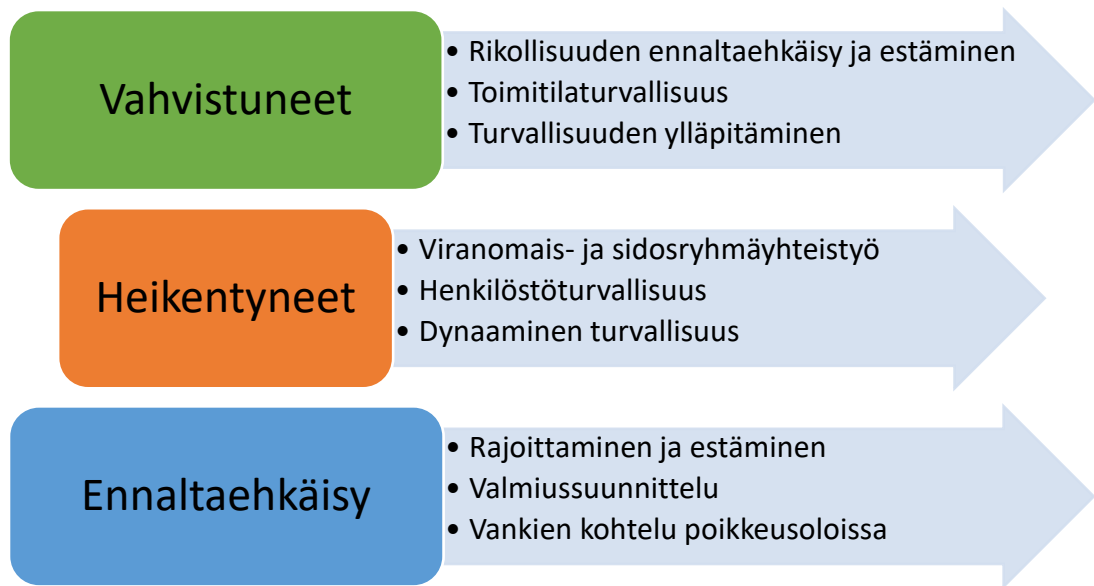 Vahvistuneet
• Rikollisuuden ennaltaehkäisy ja estäminen
• Toimitilaturvallisuus
• Turvallisuuden ylläpitäminen
Heikentyneet
• Viranomais- ja sidosryhmäyhteistyö
• Henkilöstöturvallisuus
• Dynaaminen turvallisuus
Ennaltaehkäisy
• Rajoittaminen ja estäminen
• Valmiussuunnittelu
• Vankien kohtelu poikkeusoloissa